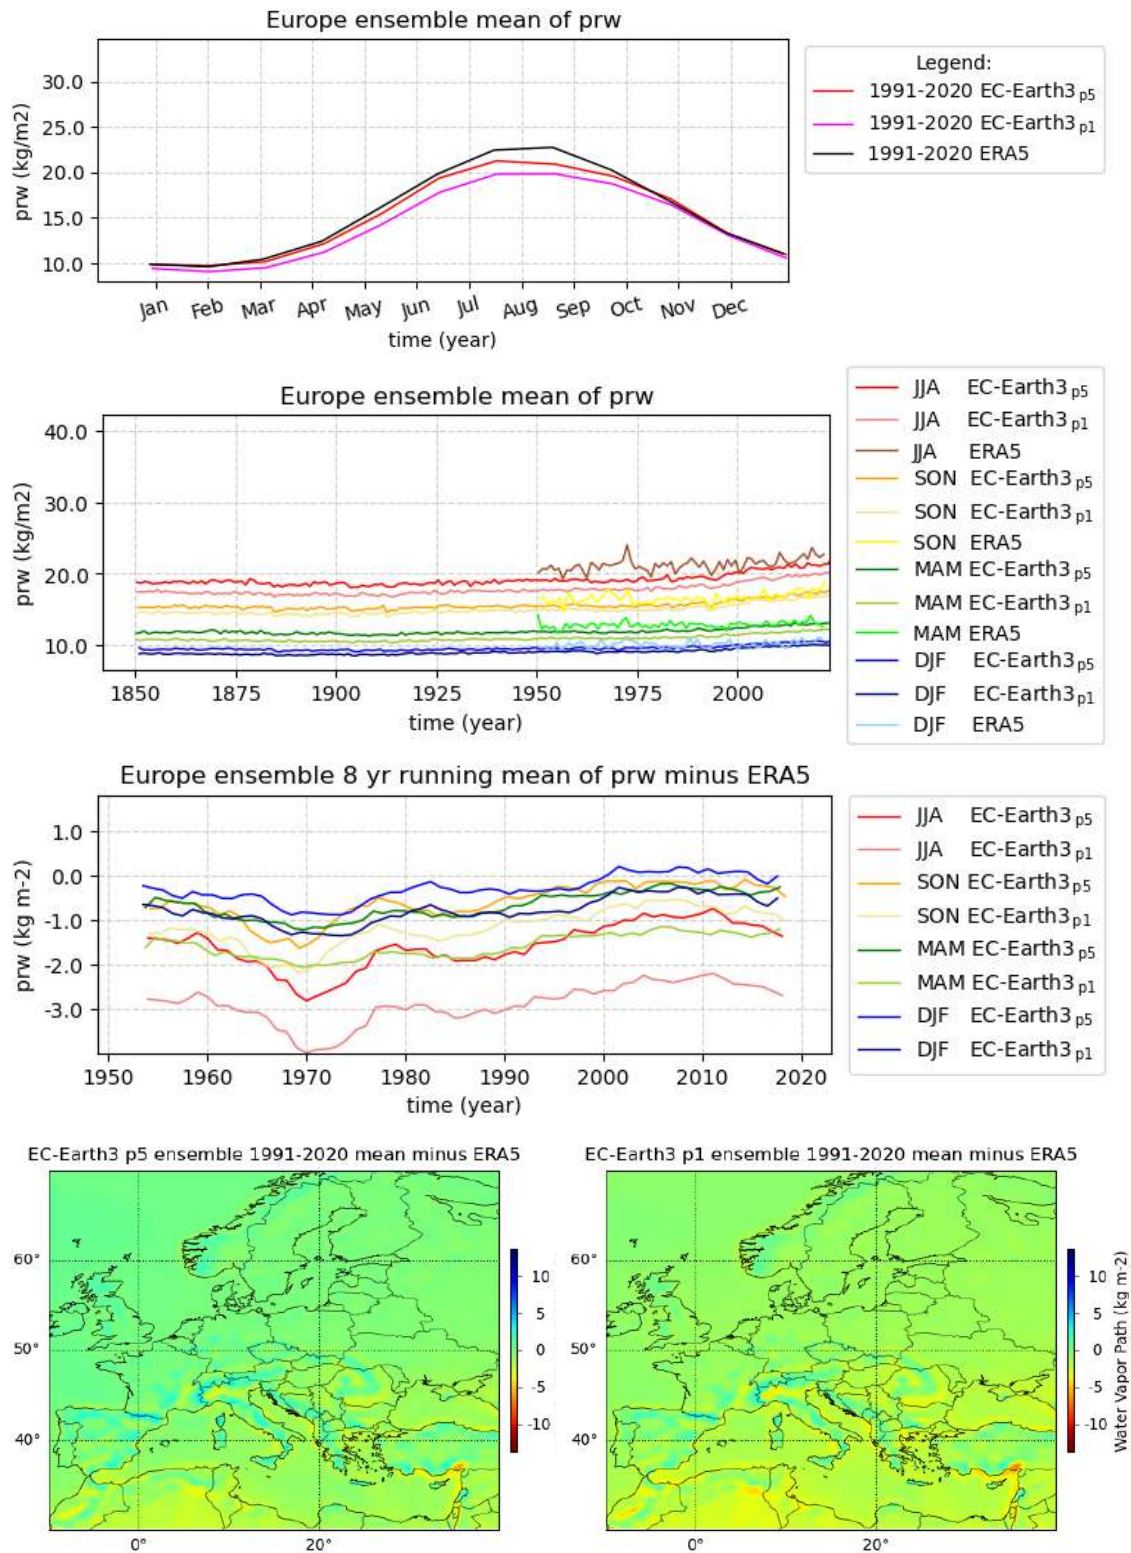 Europe ensemble mean of prw
prw (kg/m2)
30.0
25.0
20.0
15.0
10.0
Jan Feb Mar Apr May Jun Jul Aug Sep Oct Nov Dec
time (year)
Legend:
1991-2020 EC-Earth3 p5
1991-2020 EC-Earth3 p1
1991-2020 ERA5
Europe ensemble mean of prw
prw (kg/m2)
40.0
30.0
20.0
10.0
1850 1875 1900 1925 1950 1975 2000
time (year)
JJA EC-Earth3 p5
JJA EC-Earth3 p1
JJA ERA5
SON EC-Earth3 p5
SON EC-Earth3 p1
SON ERA5
MAM EC-Earth3 p5
MAM EC-Earth3 p1
MAM ERA5
DJF EC-Earth3 p5
DJF EC-Earth3 p1
DJF ERA5
Europe ensemble 8 yr running mean of prw minus ERA5
prw (kg m-2)
1.0
0.0
-1.0
-2.0
-3.0
1950 1960 1970 1980 1990 2000 2010 2020
time (year)
JJA EC-Earth3 p5
JJA EC-Earth3 p1
SON EC-Earth3 p5
SON EC-Earth3 p1
MAM EC-Earth3 p5
MAM EC-Earth3 p1
DJF EC-Earth3 p5
DJF EC-Earth3 p1
EC-Earth3 p5 ensemble 1991-2020 mean minus ERA5
60°
50°
40°
0° 20°
10
5
0
-5
-10
EC-Earth3 p1 ensemble 1991-2020 mean minus ERA5
60°
50°
40°
0° 20°
10
5
0
-5
-10
Water Vapor Path (kg m-2)